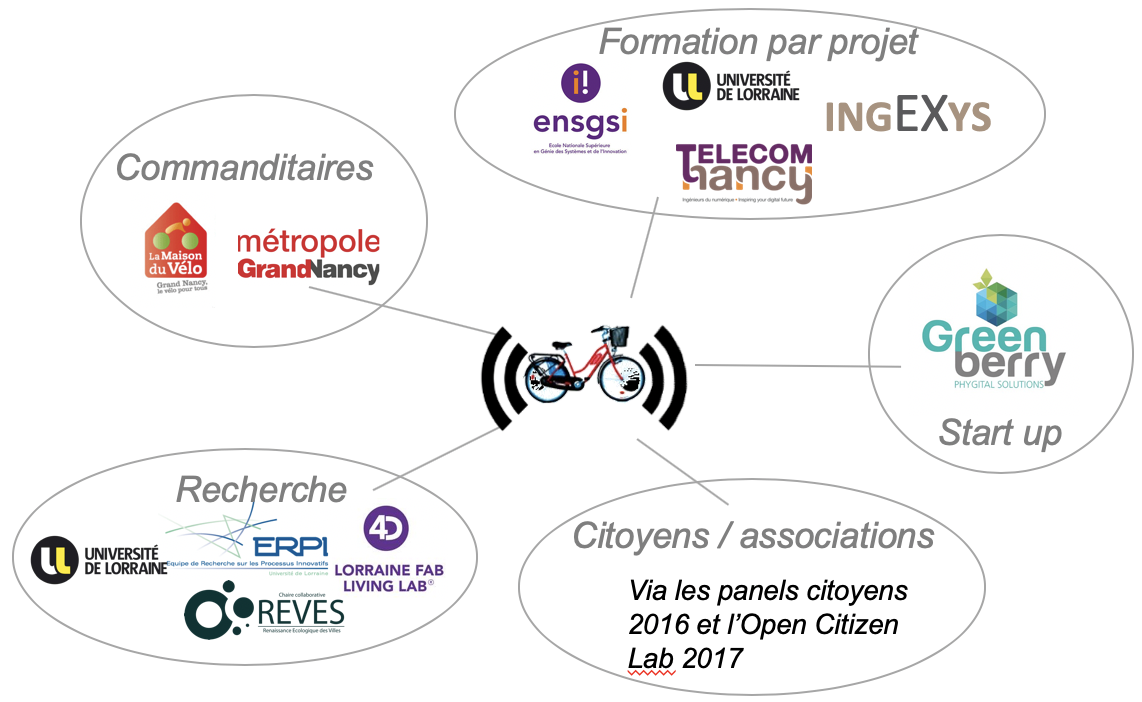 Formation par projet
i!
ensgsi
Ecole Nationale Supérieure
en Génie des Systèmes et de l'Innovation
UNIVERSITÉ
DE LORRAINE
INGEXYS
TELECOM
nancy
Ingénieurs du numérique • Inspiring your digital future
Commanditaires
La Maison
du Vélo
Grand Nancy,
le vélo pour tous
métropole
GrandNancy
Green
berry
PHYGITAL SOLUTIONS
Start up
Recherche
UNIVERSITÉ
DE LORRAINE
ERPI
Equipe de Recherche sur les Processus Innovatifs
Université de Lorraine
4D
LORRAINE FAB
LIVING LAB®
Chaire collaborative
REVES
Renaissance Ecologique des Villes
Citoyens / associations
Via les panels citoyens
2016 et l’Open Citizen
Lab 2017